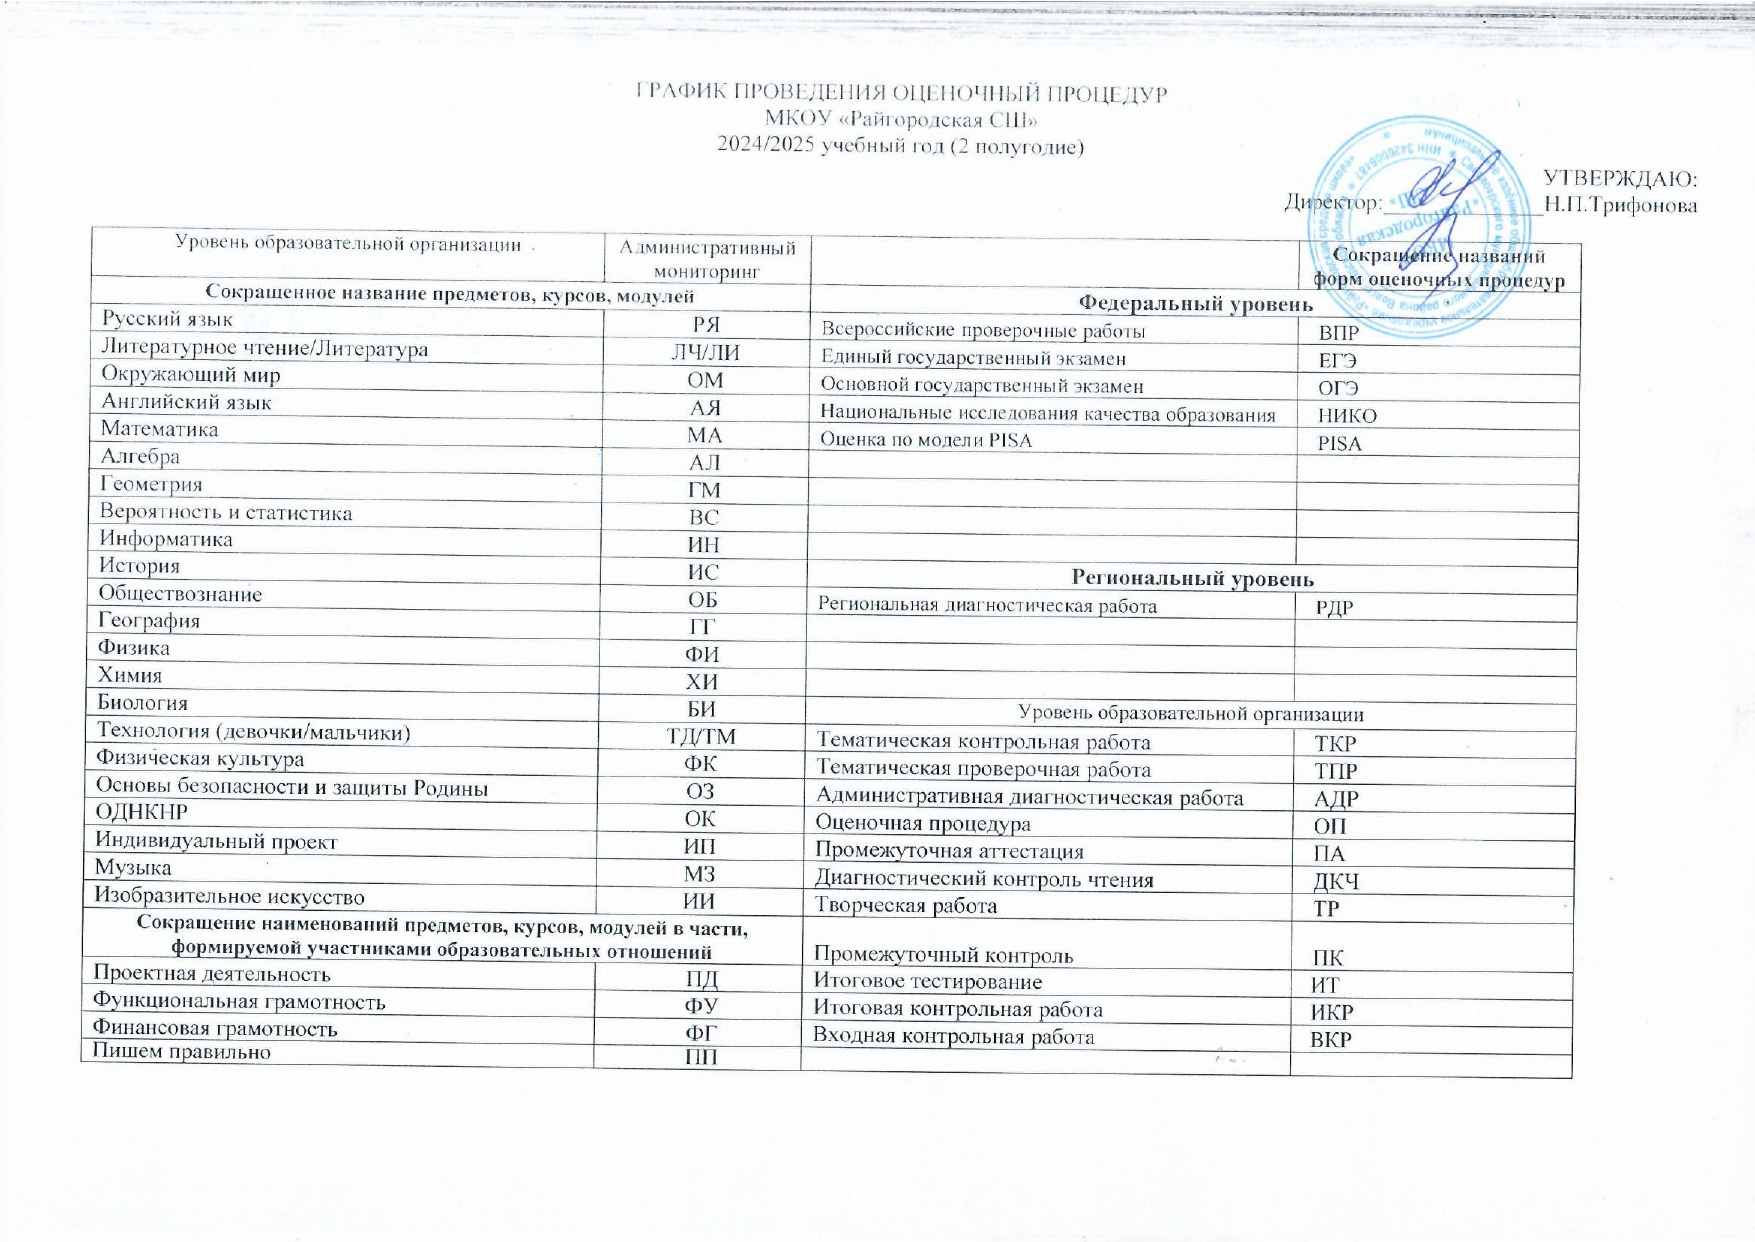 ГРАФИК ПРОВЕДЕНИЯ ОЦЕНОЧНЫЙ ПРОЦЕДУР
МКОУ «Райгородская СШ»
2024/2025 учебный год (2 полугодие)
УТВЕРЖДАЮ:
Директор:______________Н.П.Трифонова
Уровень образовательной организации
Административный
мониторинг
Сокращенное название предметов, курсов, модулей
Русский язык РЯ
Литературное чтение/Литература ЛЧ/ЛИ
Окружающий мир ОМ
Английский язык АЯ
Математика МА
Алгебра АЛ
Геометрия ГМ
Вероятность и статистика ВС
Информатика ИН
История ИС
Обществознание ОБ
География ГГ
Физика ФИ
Химия ХИ
Биология БИ
Технология (девочки/мальчики) ТД/ТМ
Физическая культура ФК
Основы безопасности и защиты Родины ОЗ
ОДНКНР ОК
Индивидуальный проект ИП
Музыка МЗ
Изобразительное искусство ИИ
Сокращение наименований предметов, курсов, модулей в части,
формируемой участниками образовательных отношений
Проектная деятельность ПД
Функциональная грамотность ФУ
Финансовая грамотность ФГ
Пишем правильно ПП
Сокращение названий
форм оценочных процедур
Федеральный уровень
Всероссийские проверочные работы ВПР
Единый государственный экзамен ЕГЭ
Основной государственный экзамен ОГЭ
Национальные исследования качества образования НИКО
Оценка по модели PISA PISA
Региональный уровень
Региональная диагностическая работа РДР
Уровень образовательной организации
Тематическая контрольная работа ТКР
Тематическая проверочная работа ТПР
Административная диагностическая работа АДР
Оценочная процедура ОП
Промежуточная аттестация ПА
Диагностический контроль чтения ДКЧ
Творческая работа ТР
Промежуточный контроль ПК
Итоговое тестирование ИТ
Итоговая контрольная работа ИКР
Входная контрольная работа ВКР